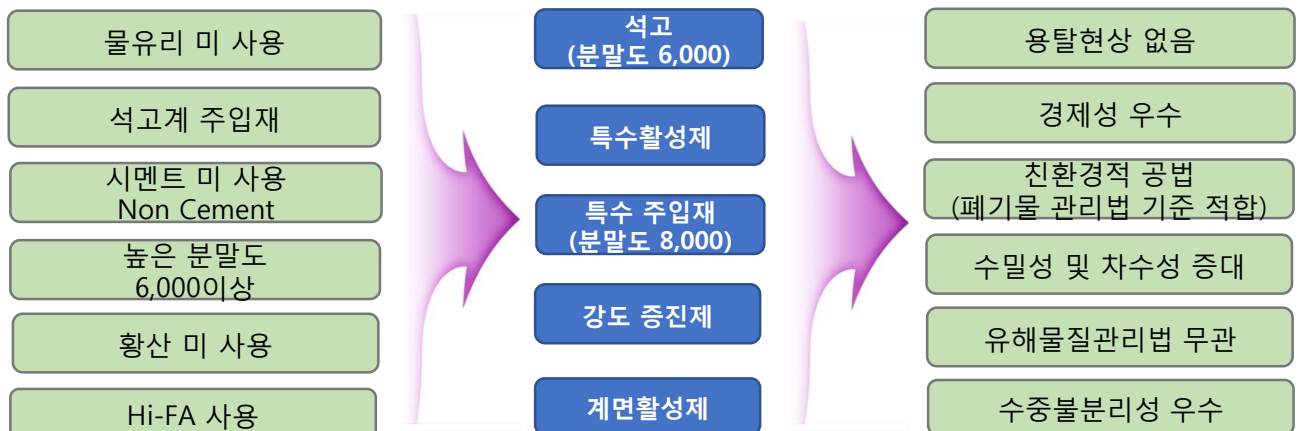 물유리 미 사용
석고계 주입재
시멘트 미 사용
Non Cement
높은 분말도
6,000이상
황산 미 사용
Hi-FA 사용
석고
(분말도 6,000)
특수활성제
특수 주입재
(분말도 8,000)
강도 증진제
계면활성제
용탈현상 없음
경제성 우수
친환경적 공법
(폐기물 관리법 기준 적합)
수밀성 및 차수성 증대
유해물질관리법 무관
수중불분리성 우수